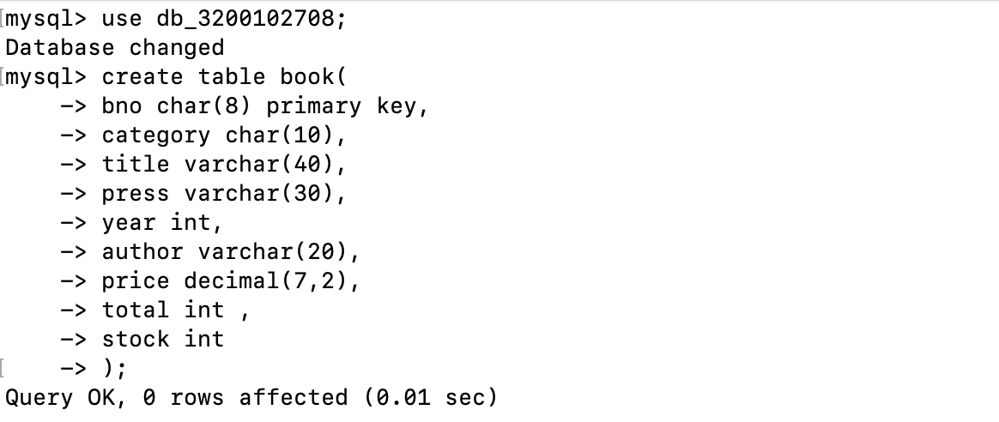 [mysql> use db_3200102708;
Database changed
[mysql> create table book(
    -> bno char(8) primary key,
    -> category char(10),
    -> title varchar(40),
    -> press varchar(30),
    -> year int,
    -> author varchar(20),
    -> price decimal(7,2),
    -> total int ,
    -> stock int
[    -> );
Query OK, 0 rows affected (0.01 sec)